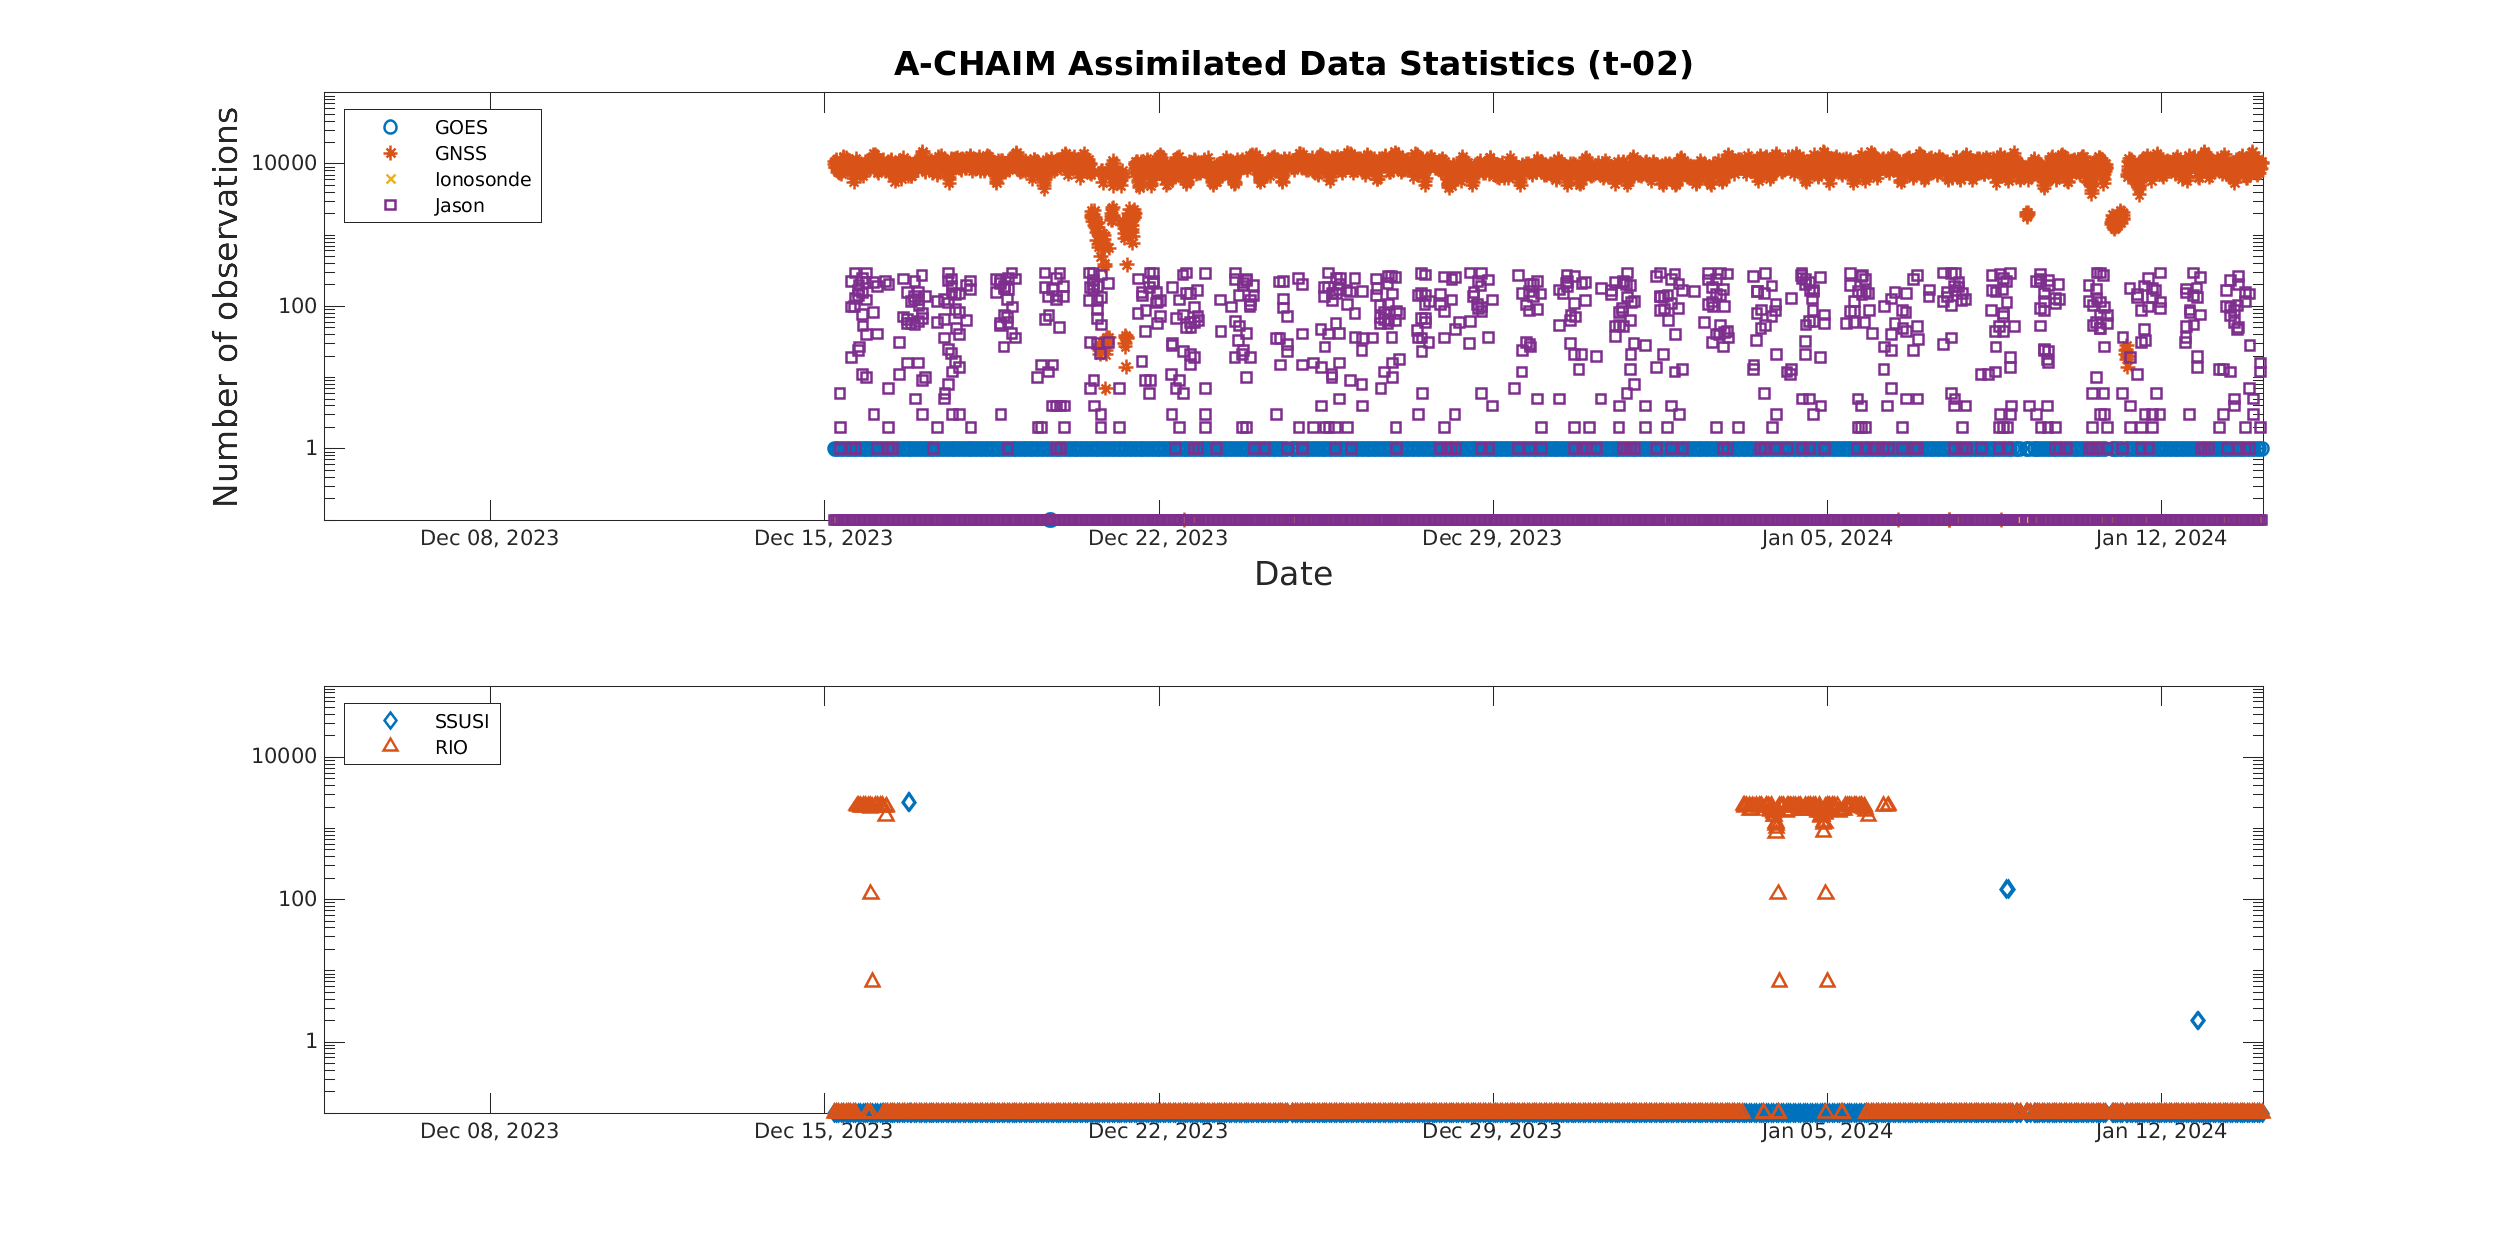 A-CHAIM Assimilated Data Statistics (t-02)
Number of observations
10000
100
1
GOES
GNSS
Ionosonde
Jason
Dec 08, 2023 Dec 15, 2023 Dec 22, 2023 Dec 29, 2023 Jan 05, 2024 Jan 12, 2024
Date
10000
100
1
SSUSI
RIO
Dec 08, 2023 Dec 15, 2023 Dec 22, 2023 Dec 29, 2023 Jan 05, 2024 Jan 12, 2024